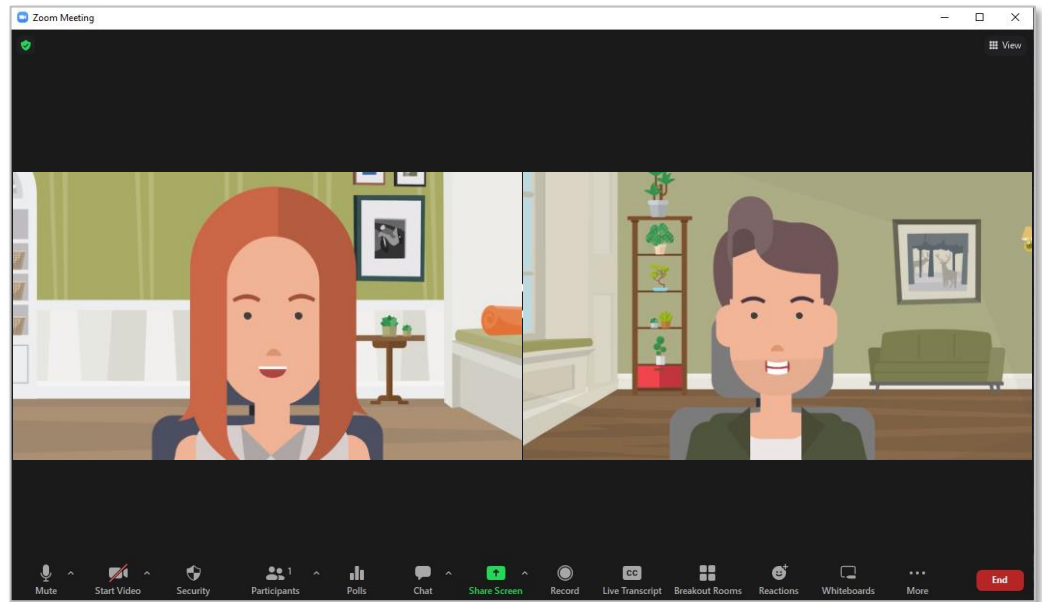 Zoom Meeting
View
1
Mute Start Video Security Participants Polls Chat Share Screen CC Record Live Transcript Breakout Rooms Reactions Whiteboards More End